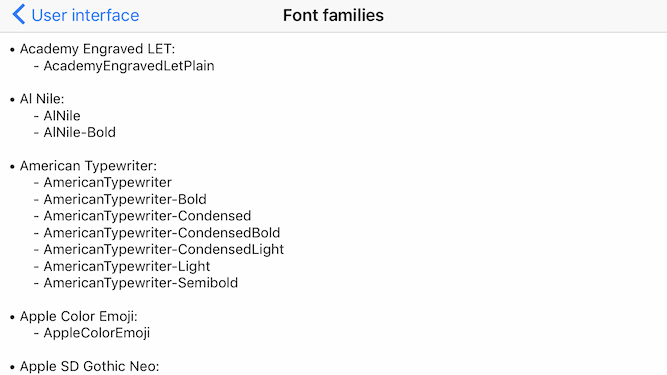 User interface
Font families
• Academy Engraved LET:
- AcademyEngravedLetPlain
• Al Nile:
- AlNile
- AlNile-Bold
• American Typewriter:
- AmericanTypewriter
- AmericanTypewriter-Bold
- AmericanTypewriter-Condensed
- AmericanTypewriter-CondensedBold
- AmericanTypewriter-CondensedLight
- AmericanTypewriter-Light
- AmericanTypewriter-Semibold
• Apple Color Emoji:
- AppleColorEmoji
• Apple SD Gothic Neo: